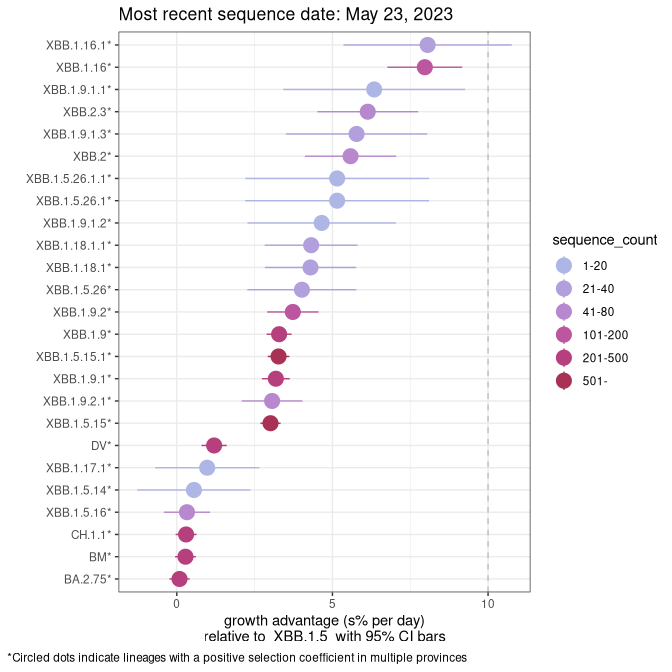 Most recent sequence date: May 23, 2023
XBB.1.16.1*
XBB.1.16*
XBB.1.9.1.1*
XBB.2.3*
XBB.1.9.1.3*
XBB.2*
XBB.1.5.26.1.1*
XBB.1.5.26.1*
XBB.1.9.1.2*
XBB.1.18.1.1*
XBB.1.18.1*
XBB.1.5.26*
XBB.1.9.2*
XBB.1.9*
XBB.1.5.15.1*
XBB.1.9.1*
XBB.1.9.2.1*
XBB.1.5.15*
DV*
XBB.1.17.1*
XBB.1.5.14*
XBB.1.5.16*
CH.1.1*
BM*
BA.2.75*
0 5 10
growth advantage (s% per day)
relative to XBB.1.5 with 95% CI bars
sequence_count
1-20
21-40
41-80
101-200
201-500
501-
*Circled dots indicate lineages with a positive selection coefficient in multiple provinces